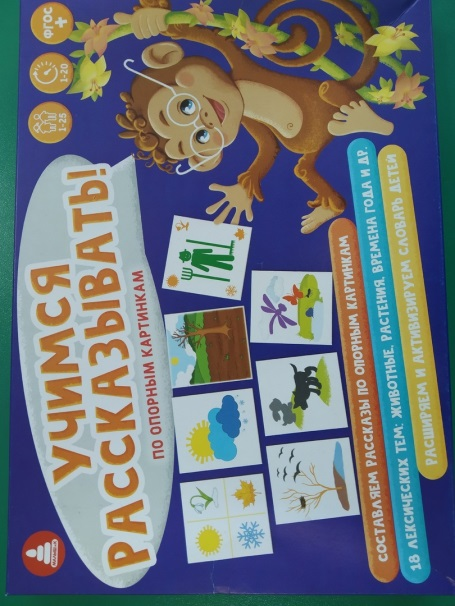 ФГОС
+
1-20
1-25
УЧИМСЯ
РАССКАЗЫВАТЬ!
ПО ОПОРНЫМ КАРТИНКАМ
СОСТАВЛЯЕМ РАССКАЗЫ ПО ОПОРНЫМ КАРТИНКАМ
18 ЛЕКСИЧЕСКИХ ТЕМ: ЖИВОТНЫЕ, РАСТЕНИЯ, ВРЕМЕНА ГОДА И ДР.
РАСШИРЯЕМ И АКТИВИЗИРУЕМ СЛОВАРЬ ДЕТЕЙ